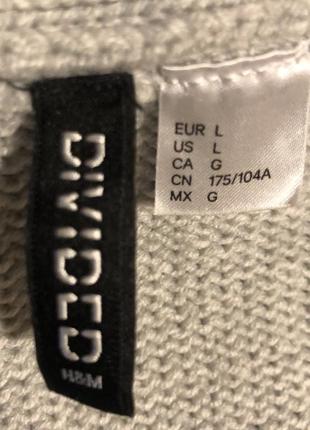 DIVIDED
H&M
EUR L
US L
CA G
CN 175/104A
MX G